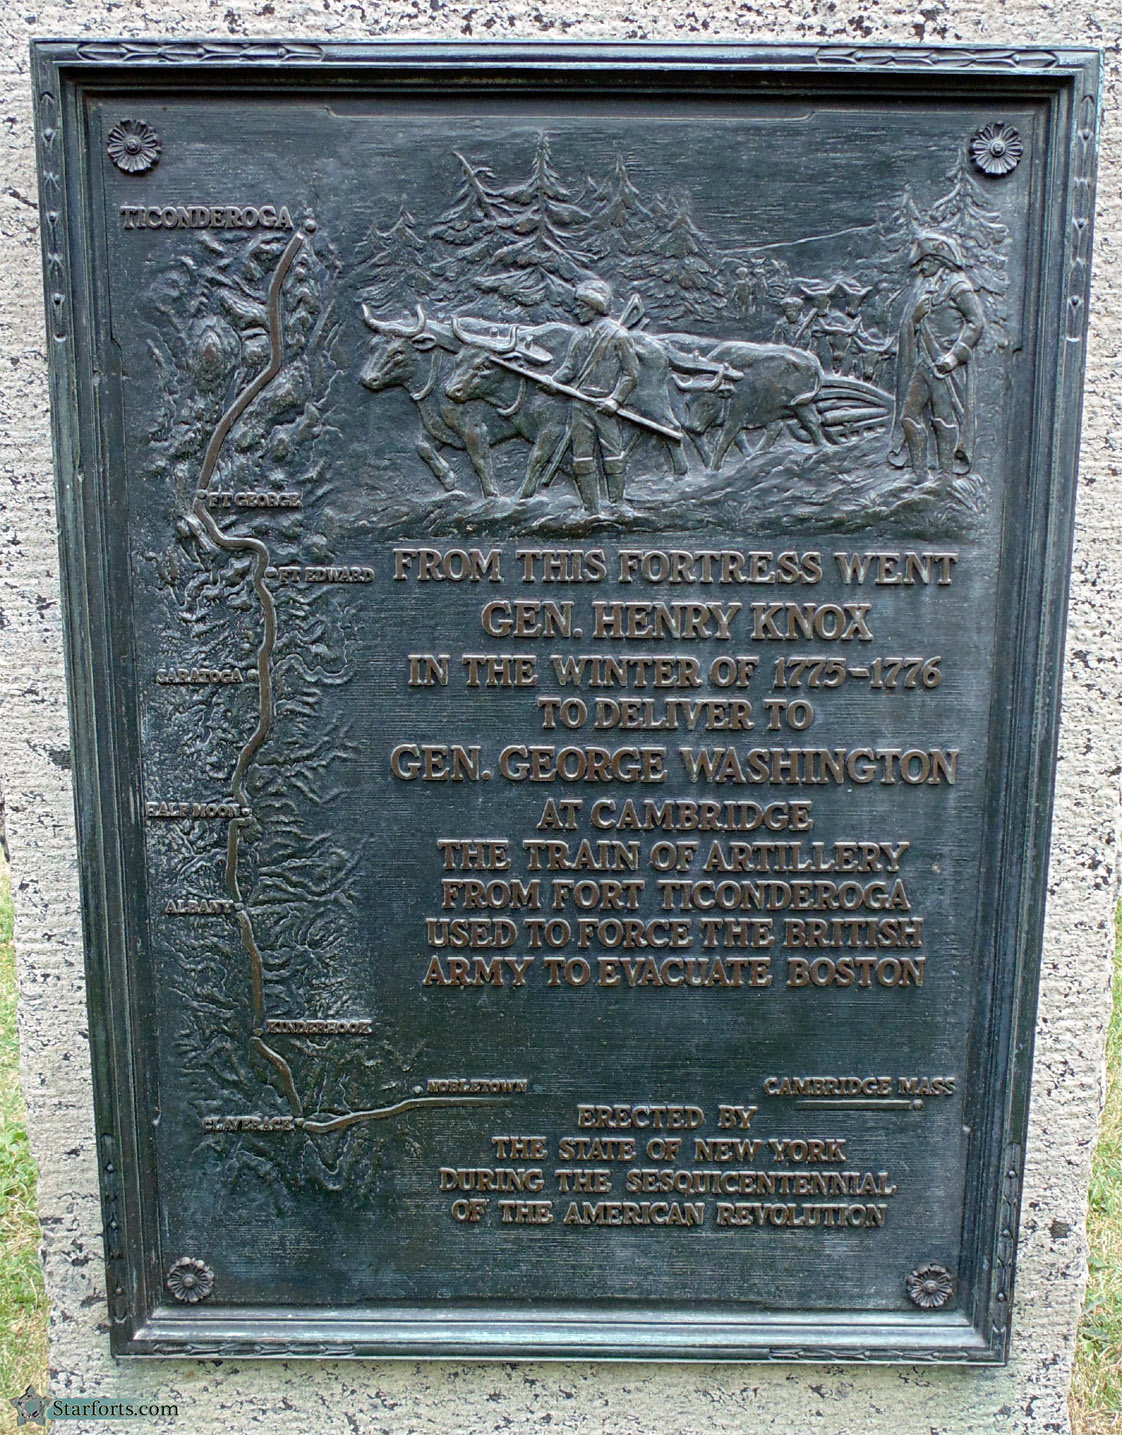 TICONDEROGA
FT. GEORGE
FT. EDWARD
SARATOGA
HALF MOON
ALBANY
KINDERHOOK
NOBLETOWN
CLAVERACK
CAMBRIDGE MASS
FROM THIS FORTRESS WENT
GEN. HENRY KNOX
IN THE WINTER OF 1775-1776
TO DELIVER TO
GEN. GEORGE WASHINGTON
AT CAMBRIDGE
THE TRAIN OF ARTILLERY
FROM FORT TICONDEROGA
USED TO FORCE THE BRITISH
ARMY TO EVACUATE BOSTON
ERECTED BY
THE STATE OF NEW YORK
DURING THE SESQUICENTENNIAL
OF THE AMERICAN REVOLUTION
Starforts.com